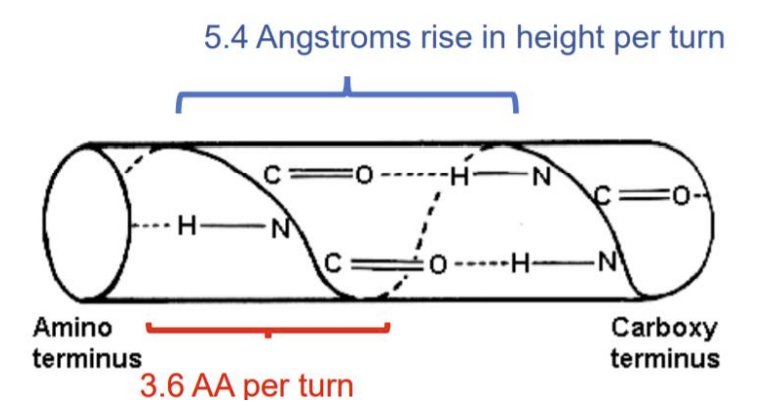 5.4 Angstroms rise in height per turn
C=O-----H—N
C=O--
---H—N
C=O-----H—N
Amino
terminus
Carboxy
terminus
3.6 AA per turn